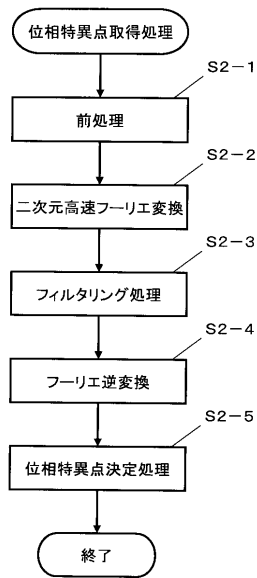 位相特異点取得処理
S2-1
前処理
S2-2
二次元高速フーリエ変換
S2-3
フィルタリング処理
S2-4
フーリエ逆変換
S2-5
位相特異点決定処理
終了